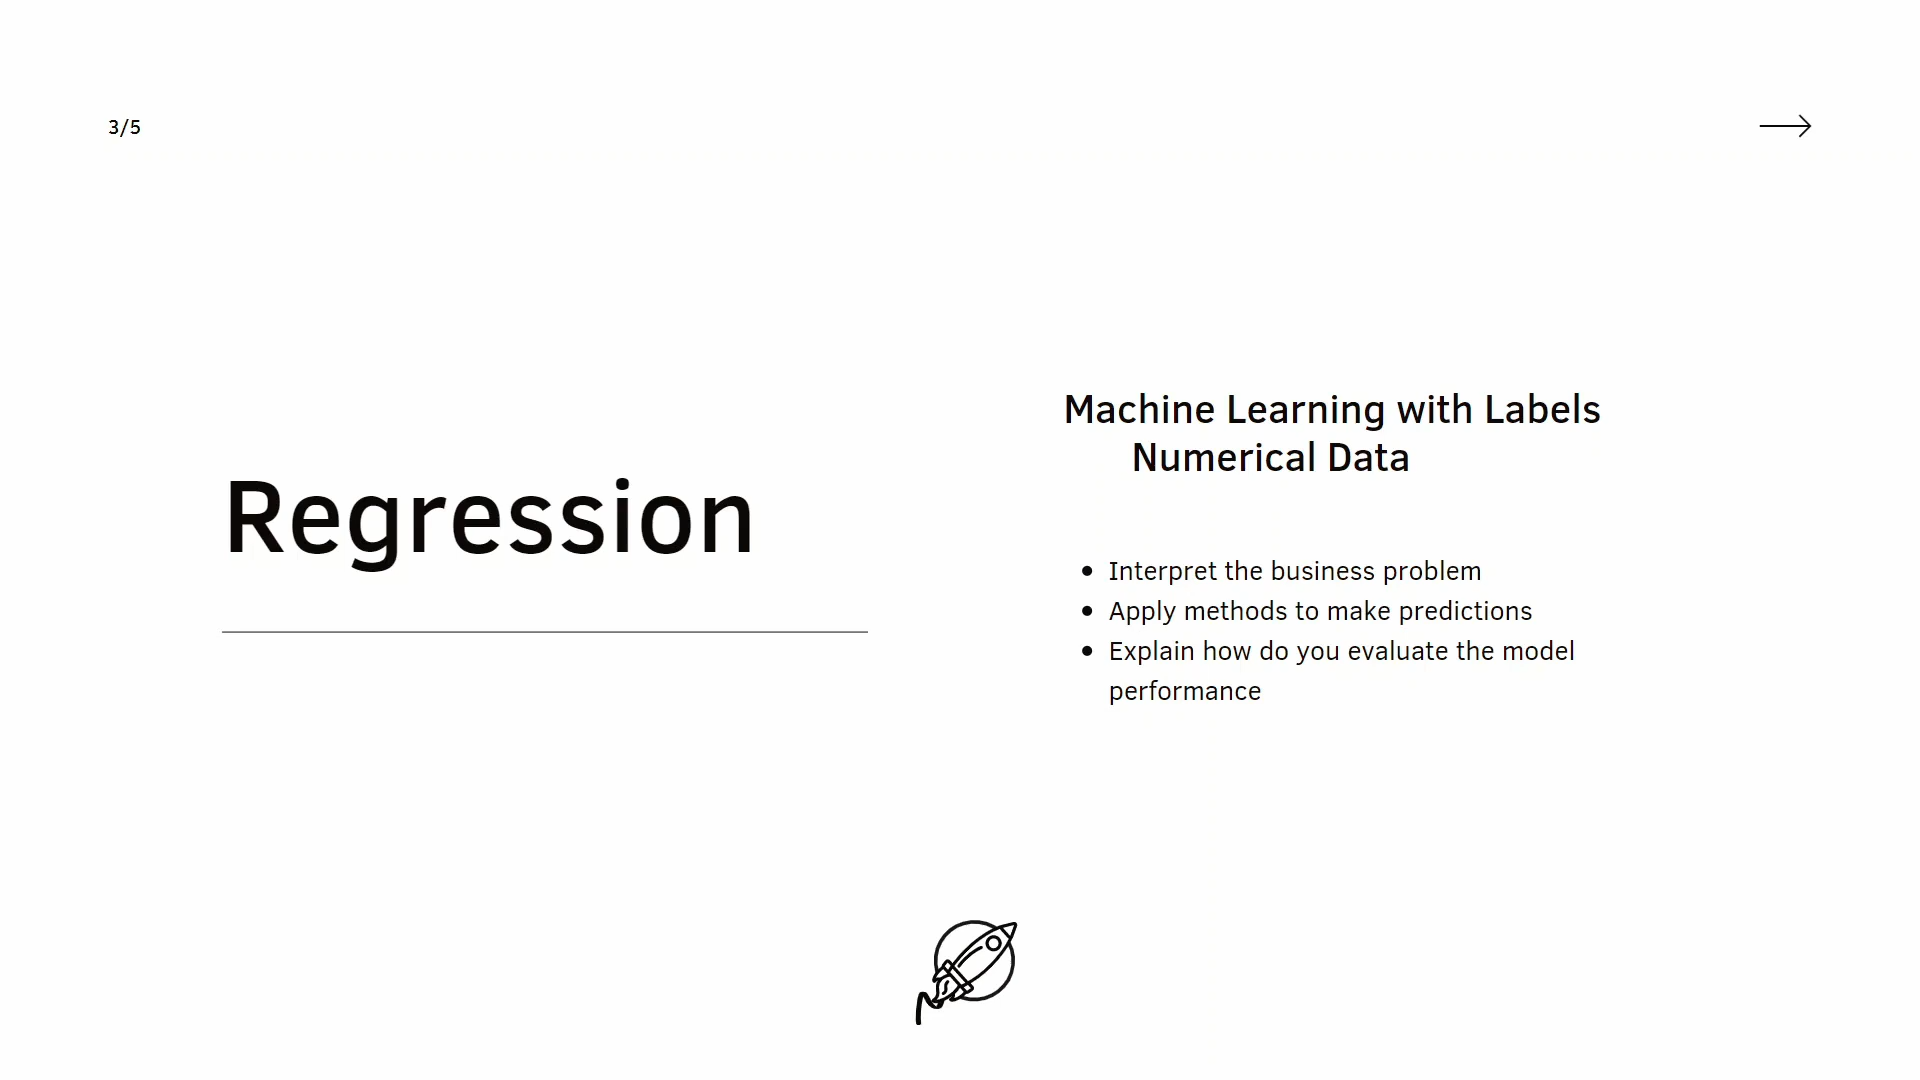 3/5
Regression
Machine Learning with Labels
Numerical Data
Interpret the business problem
Apply methods to make predictions
Explain how do you evaluate the model
performance